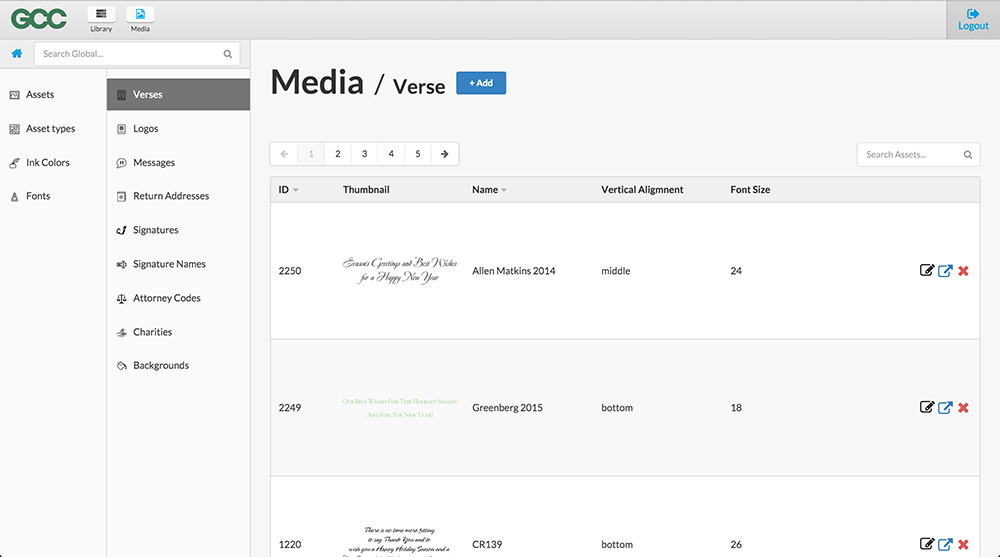 GCC
Library
Media
Logout
Search Global...
Assets
Asset types
Ink Colors
Fonts
Verses
Logos
Messages
Return Addresses
Signatures
Signature Names
Attorney Codes
Charities
Backgrounds
Media / Verse
+ Add
1 2 3 4 5
Search Assets...
ID Thumbnail Name Vertical Aligmnent Font Size
2250
Season's Greetings and Best Wishes
for a Happy New Year
Allen Matkins 2014
middle
24
2249
Our Best Wishes For This Holiday Season
And For The New Year!
Greenberg 2015
bottom
18
1220
There is no time more fitting
to say Thank You and to
wish you a Happy Holiday Season and a
CR139
bottom
26